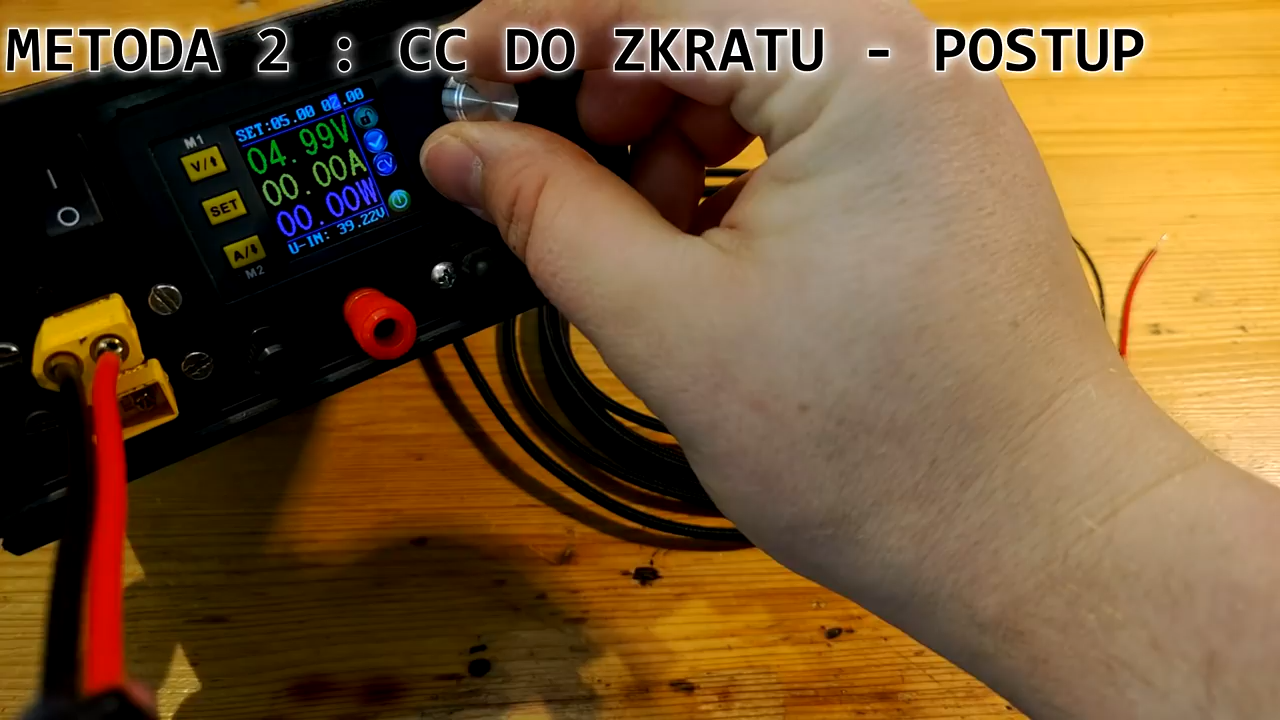 METODA 2 : CC DO ZKRATU - POSTUP
M1
V/⬍
SET
A/⬍
M2
SET:05.00 02.00
04.99V
00.00A
00.00W
U-IN: 39.22V
CV